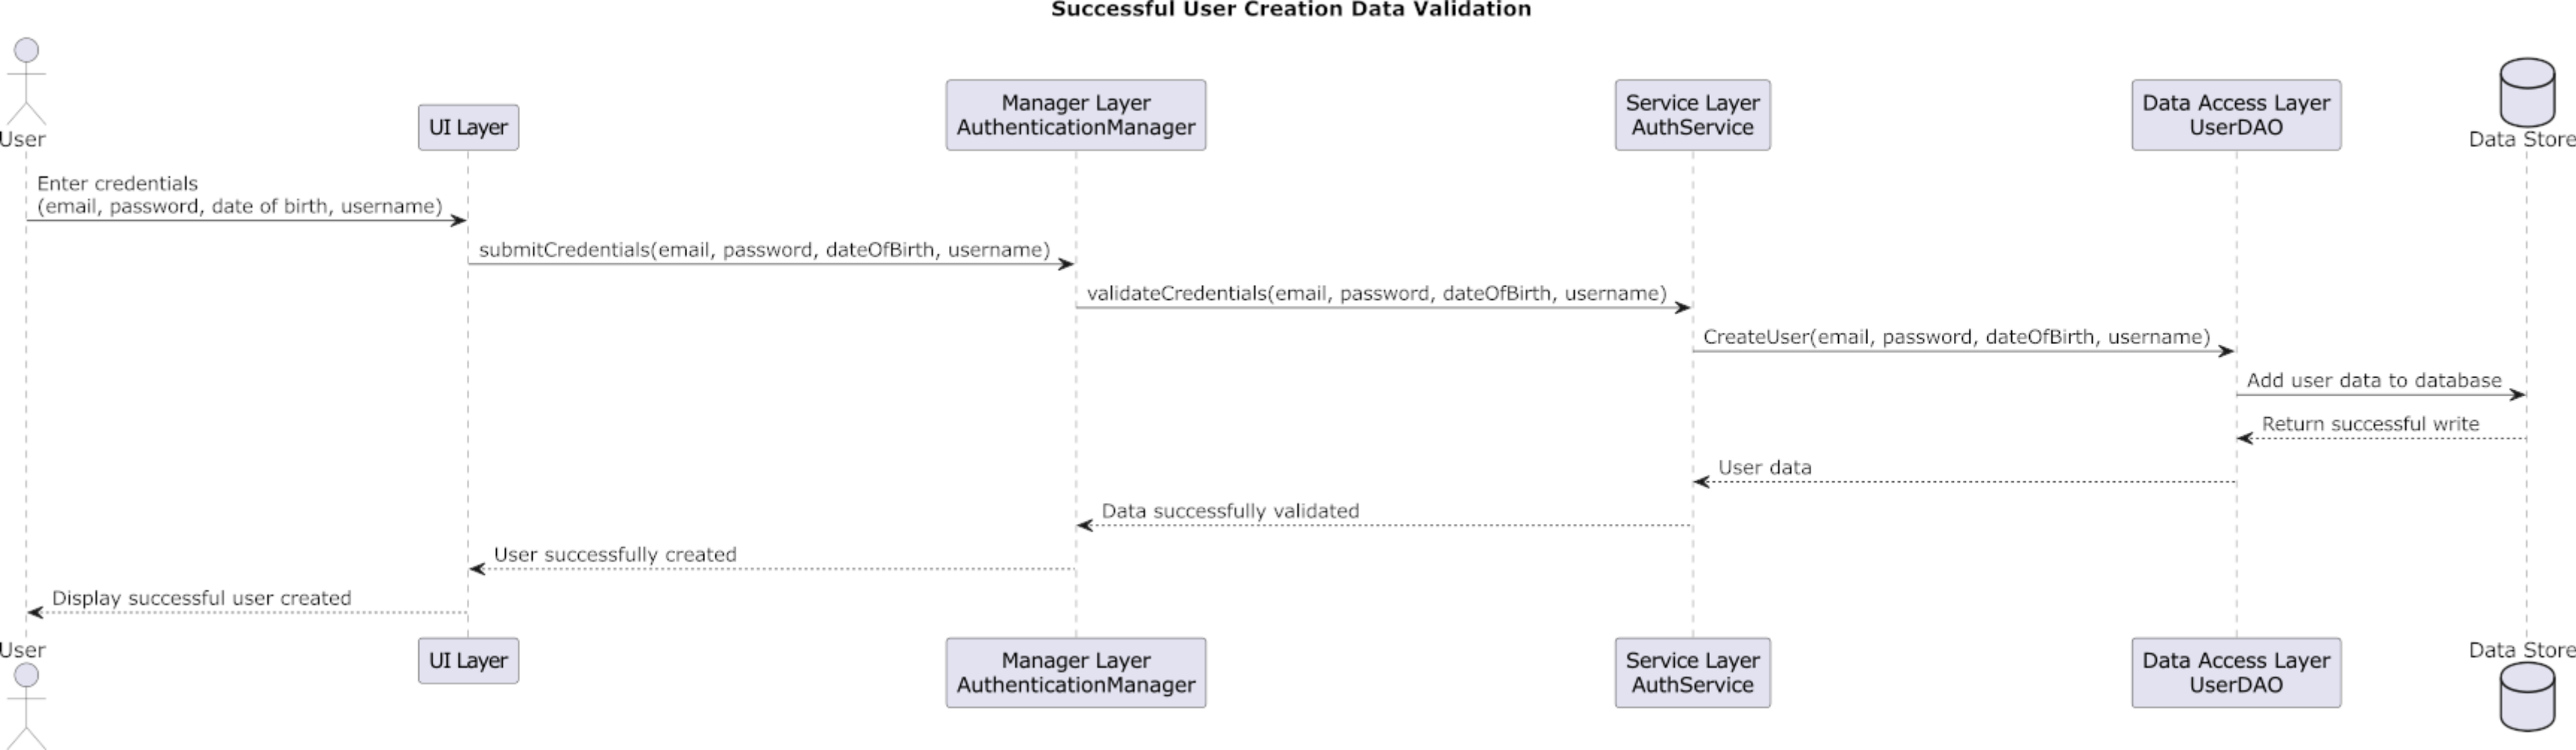 Successful User Creation Data Validation
User
UI Layer
Manager Layer
AuthenticationManager
Service Layer
AuthService
Data Access Layer
UserDAO
Data Store
Enter credentials
(email, password, date of birth, username)
submitCredentials(email, password, dateOfBirth, username)
validateCredentials(email, password, dateOfBirth, username)
CreateUser(email, password, dateOfBirth, username)
Add user data to database
Return successful write
User data
Data successfully validated
User successfully created
Display successful user created
User
UI Layer
Manager Layer
AuthenticationManager
Service Layer
AuthService
Data Access Layer
UserDAO
Data Store